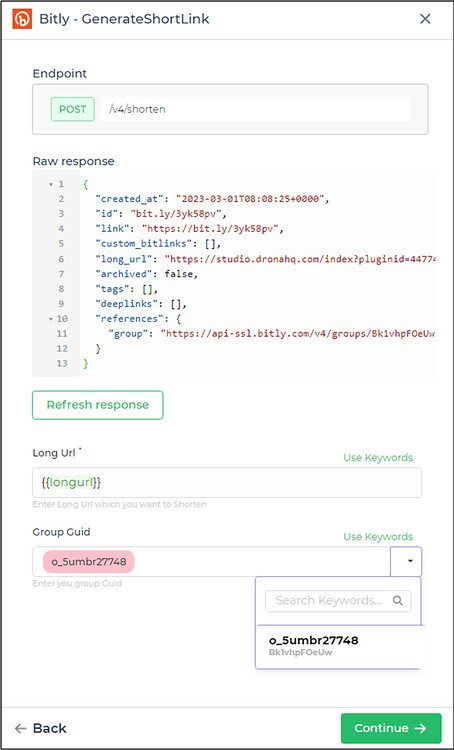 Bitly - GenerateShortLink
Endpoint
POST /v4/shorten
Raw response
1 {
2 "created_at": "2023-03-01T08:08:25+0000",
3 "id": "bit.ly/3yk58pv",
4 "link": "https://bit.ly/3yk58pv",
5 "custom_bitlinks": [],
6 "long_url": "https://studio.dronahq.com/index?pluginid=44774
7 "archived": false,
8 "tags": [],
9 "deeplinks": [],
10 "references": {
11 "group": "https://api-ssl.bitly.com/v4/groups/Bk1vhpFOeUw
12 }
13 }
Refresh response
Long Url *
Use Keywords
{{longurl}}
Enter Long Url which you want to Shorten
Group Guid
Use Keywords
o_5umbr27748
Enter you group Guid
Search Keywords...
o_5umbr27748
Bk1vhpFOeUw
Back
Continue